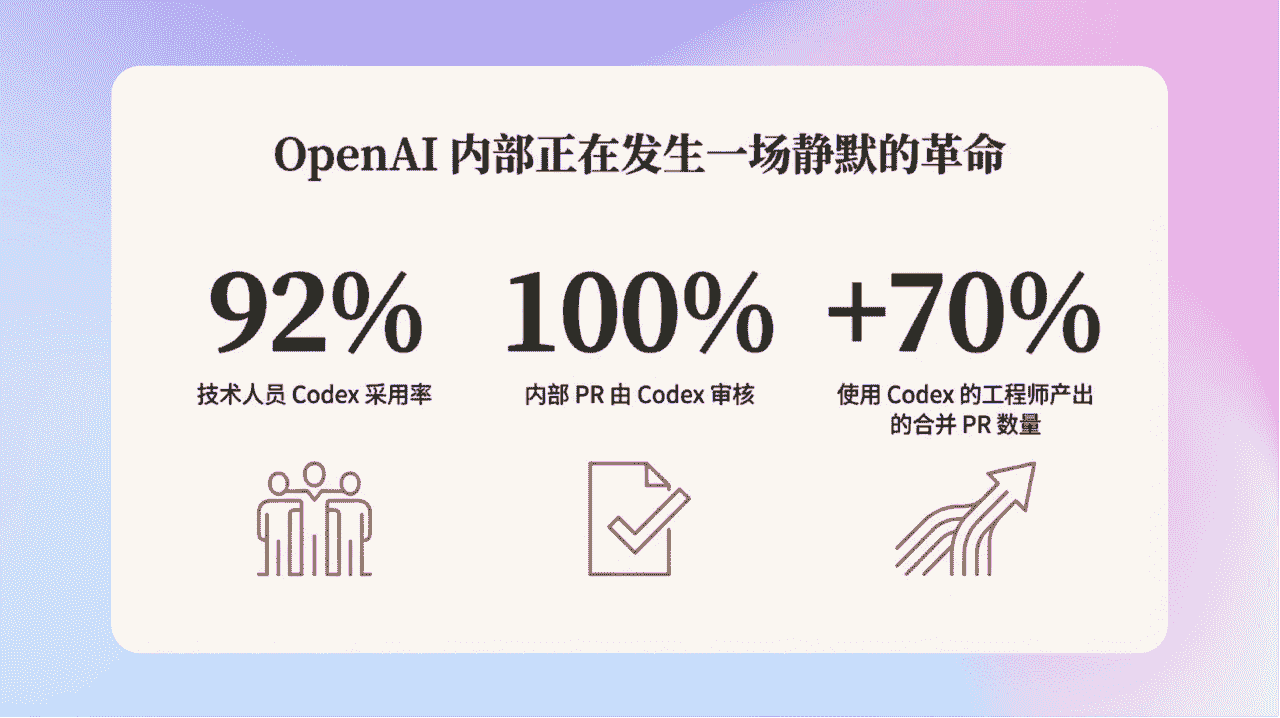 OpenAI 内部正在发生一场静默的革命
92%
100%
+70%
技术人员 Codex 采用率
内部 PR 由 Codex 审核
使用 Codex 的工程师产出
的合并 PR 数量